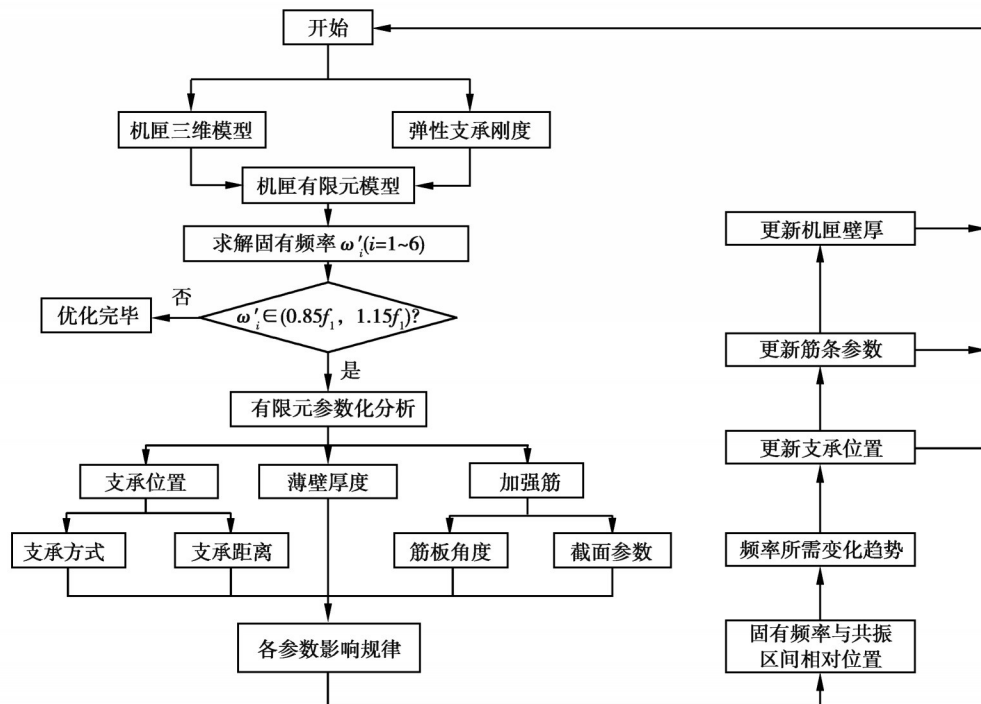 开始
机匣三维模型
弹性支承刚度
机匣有限元模型
求解固有频率 ω′ᵢ(i=1~6)
ω′ᵢ∈(0.85f₁, 1.15f₁)?
否
优化完毕
是
有限元参数化分析
支承位置
薄壁厚度
加强筋
支承方式
支承距离
筋板角度
截面参数
各参数影响规律
更新机匣壁厚
更新筋条参数
更新支承位置
频率所需变化趋势
固有频率与共振
区间相对位置